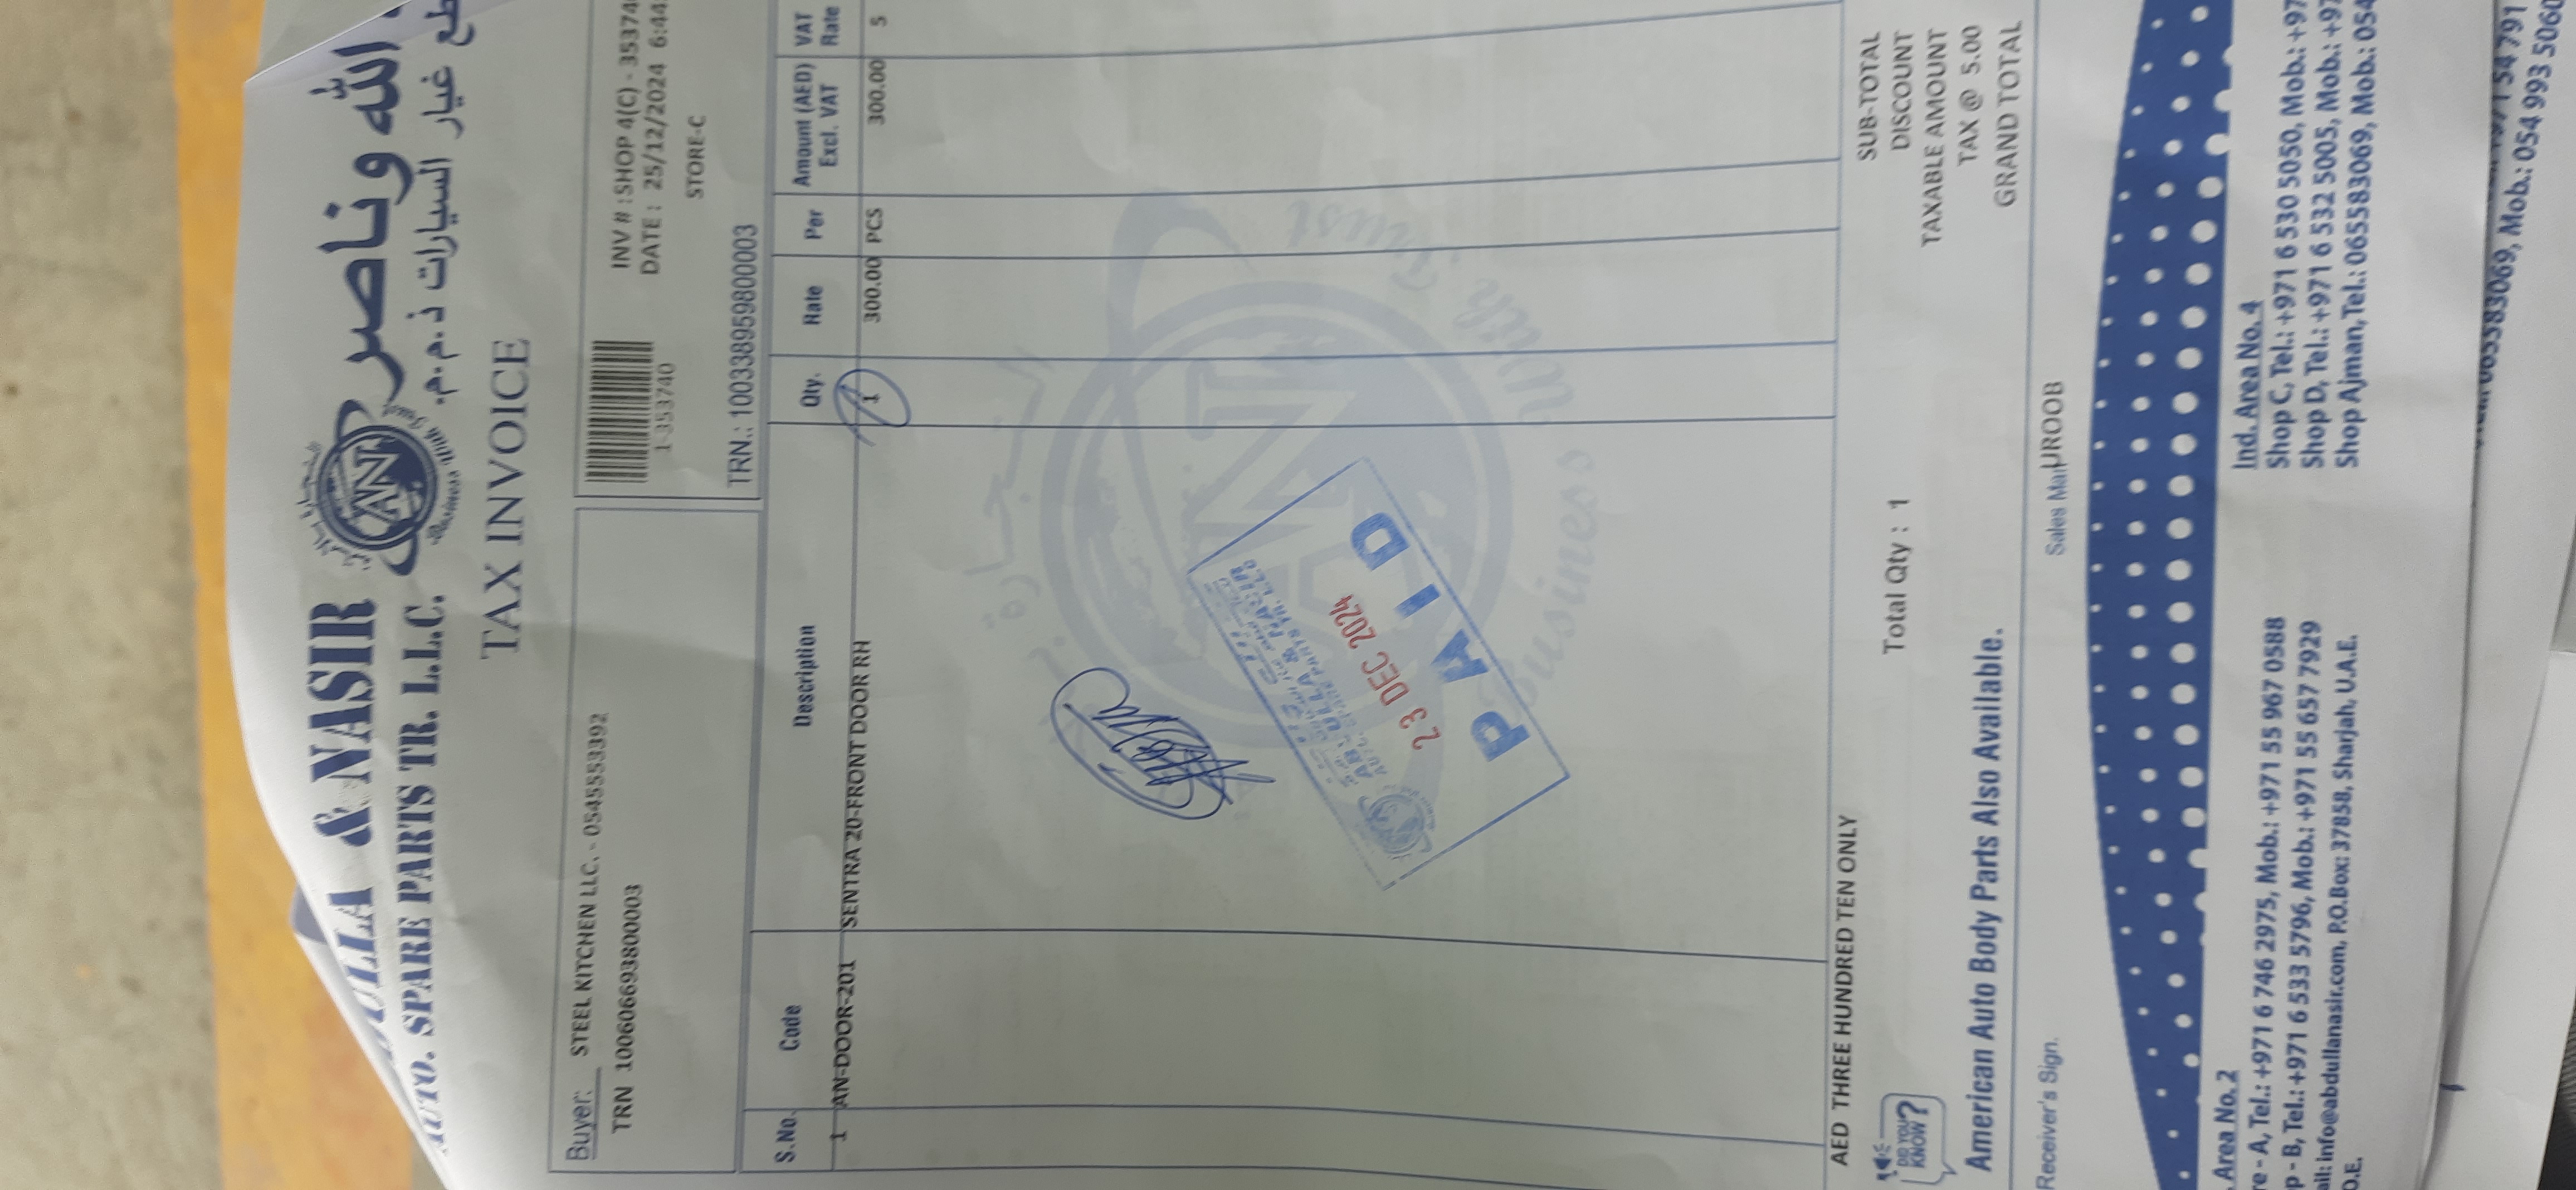 & NASIR
وناصر
AUTO. SPARE PARTS TR. L.L.C.
غيار السيارات ذ.م.م.
AN
TAX INVOICE
Buyer: STEEL KITCHEN LLC. - 0545553392
TRN 100606693800003
1-353740
INV # : SHOP 4(C) - 35374
DATE : 25/12/2024 6:44
STORE-C
TRN.: 100338959800003
S.No. Code Description Qty. Rate Per Amount (AED) Excl. VAT VAT Rate
1 AN-DOOR-201 SENTRA 20-FRONT DOOR RH 1 300.00 PCS 300.00 5
Business With Trust
23 DEC 2024
PAID
AED THREE HUNDRED TEN ONLY
Total Qty : 1
SUB-TOTAL
DISCOUNT
TAXABLE AMOUNT
TAX @ 5.00
GRAND TOTAL
DID YOU KNOW?
American Auto Body Parts Also Available.
Receiver's Sign.
Sales Man UROOB
Area No.2
re - A, Tel.: +971 6 746 2975, Mob.: +971 55 967 0588
p - B, Tel.: +971 6 533 5796, Mob.: +971 55 657 7929
ail: info@abdullanasir.com, P.O.Box: 37858, Sharjah, U.A.E.
Ind. Area No. 4
Shop C, Tel.: +971 6 530 5050, Mob.: +97
Shop D, Tel.: +971 6 532 5005, Mob.: +97
Shop Ajman, Tel.: 065583069, Mob.: 054
065583069, Mob.: 054 993 5060